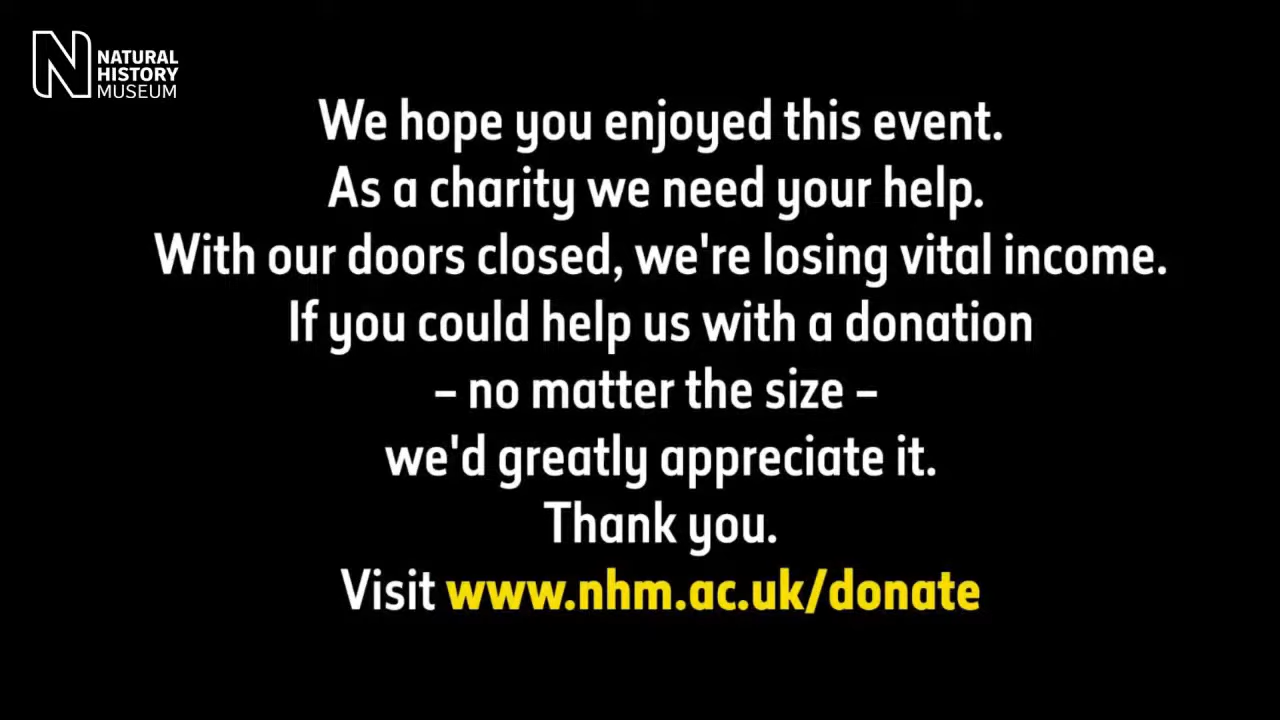 NATURAL
HISTORY
MUSEUM
We hope you enjoyed this event.
As a charity we need your help.
With our doors closed, we're losing vital income.
If you could help us with a donation
– no matter the size –
we'd greatly appreciate it.
Thank you.
Visit www.nhm.ac.uk/donate